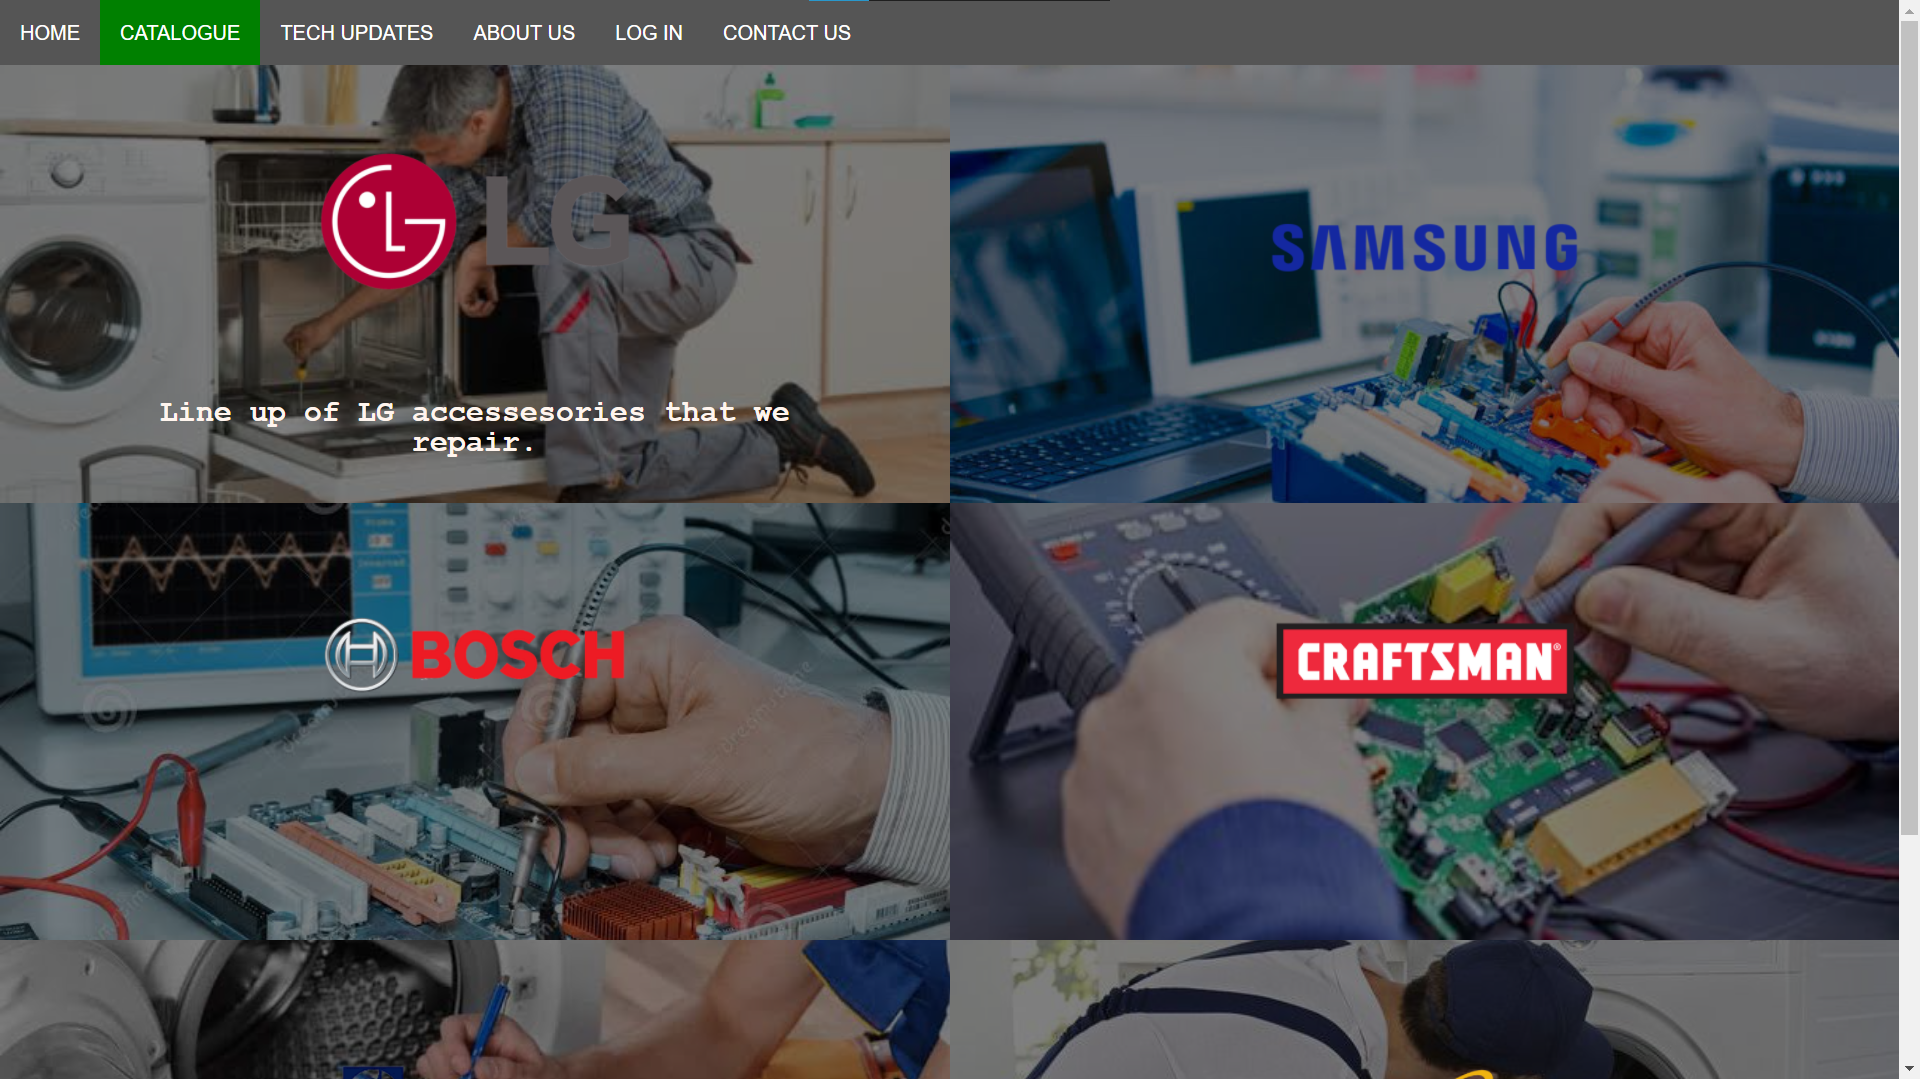 HOME CATALOGUE TECH UPDATES ABOUT US LOG IN CONTACT US
LG
SAMSUNG
Line up of LG accessesories that we
repair.
BOSCH
CRAFTSMAN®